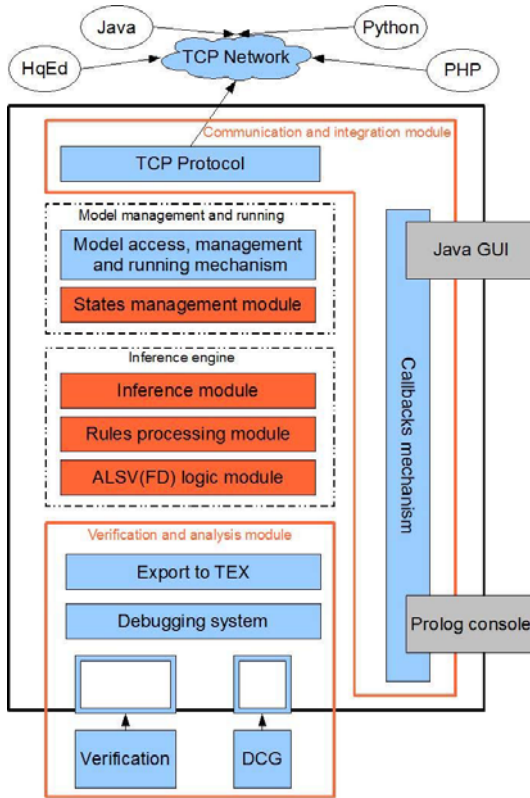 Java
Python
HqEd
TCP Network
PHP
Communication and integration module
TCP Protocol
Model management and running
Model access, management
and running mechanism
States management module
Java GUI
Inference engine
Inference module
Rules processing module
ALSV(FD) logic module
Callbacks mechanism
Verification and analysis module
Export to TEX
Debugging system
Prolog console
Verification
DCG